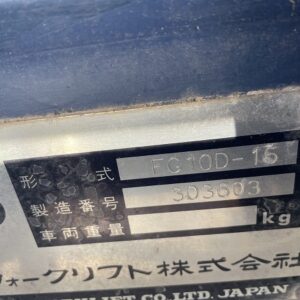 形 式 FG10D-15
製造番号 303603
車両重量 kg
フォークリフト株式会
LIFT CO.LTD. JAPAN